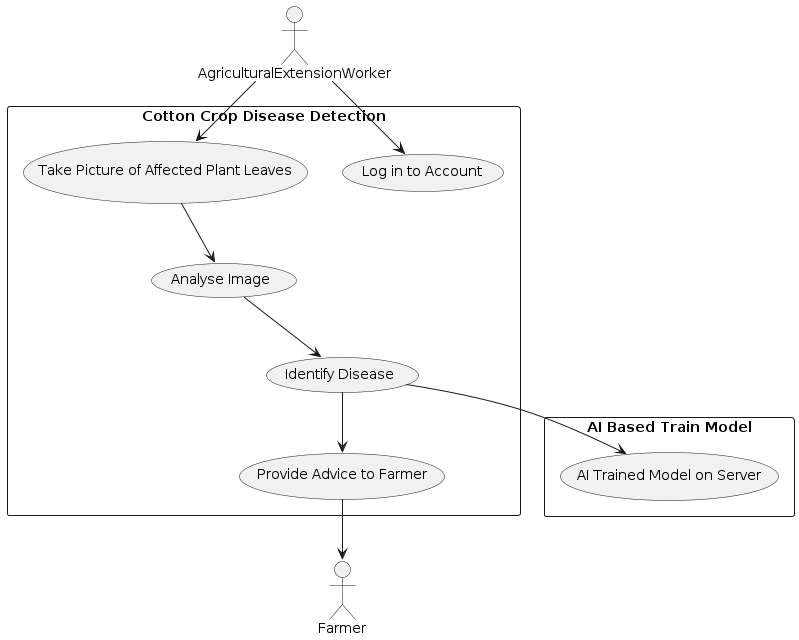 AgriculturalExtensionWorker
Cotton Crop Disease Detection
Take Picture of Affected Plant Leaves
Log in to Account
Analyse Image
Identify Disease
AI Based Train Model
Provide Advice to Farmer
AI Trained Model on Server
Farmer